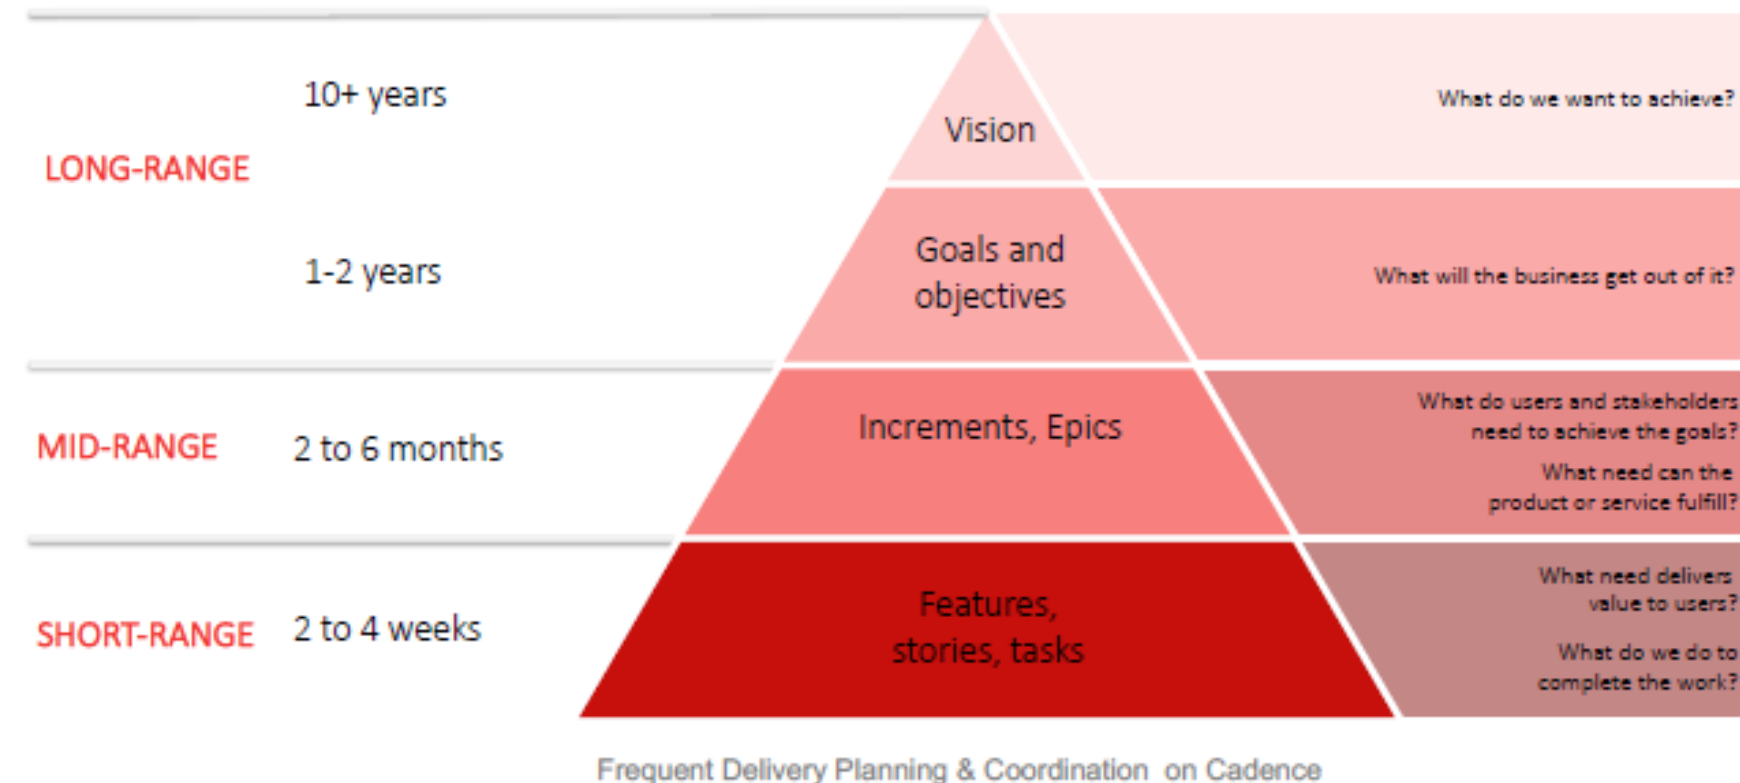 10+ years
What do we want to achieve?
Vision
LONG-RANGE
Goals and
objectives
1-2 years
What will the business get out of it?
What do users and stakeholders
need to achieve the goals?
Increments, Epics
MID-RANGE
2 to 6 months
What need can the
product or service fulfill?
What need delivers
value to users?
Features,
stories, tasks
SHORT-RANGE
2 to 4 weeks
What do we do to
complete the work?
Frequent Delivery Planning & Coordination on Cadence